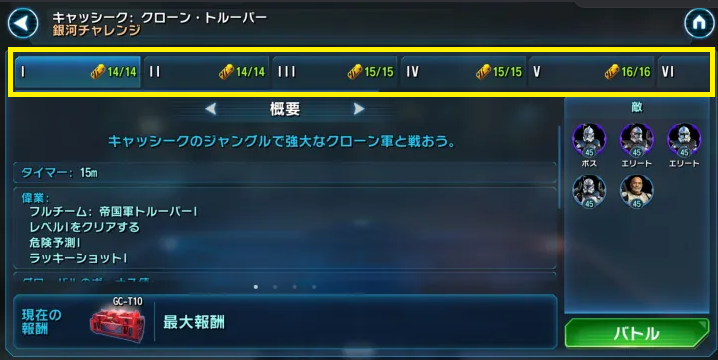 キャッシーク: クローン・トルーパー
銀河チャレンジ
I 14/14 II 14/14 III 15/15 IV 15/15 V 16/16 VI
概要
キャッシークのジャングルで強大なクローン軍と戦おう。
タイマー: 15m
偉業:
フルチーム: 帝国軍トルーパーI
レベルIをクリアする
危険予測I
ラッキーショットI
敵
45 45 45
ボス エリート エリート
45 45
現在の
報酬
GC-T10
最大報酬
バトル